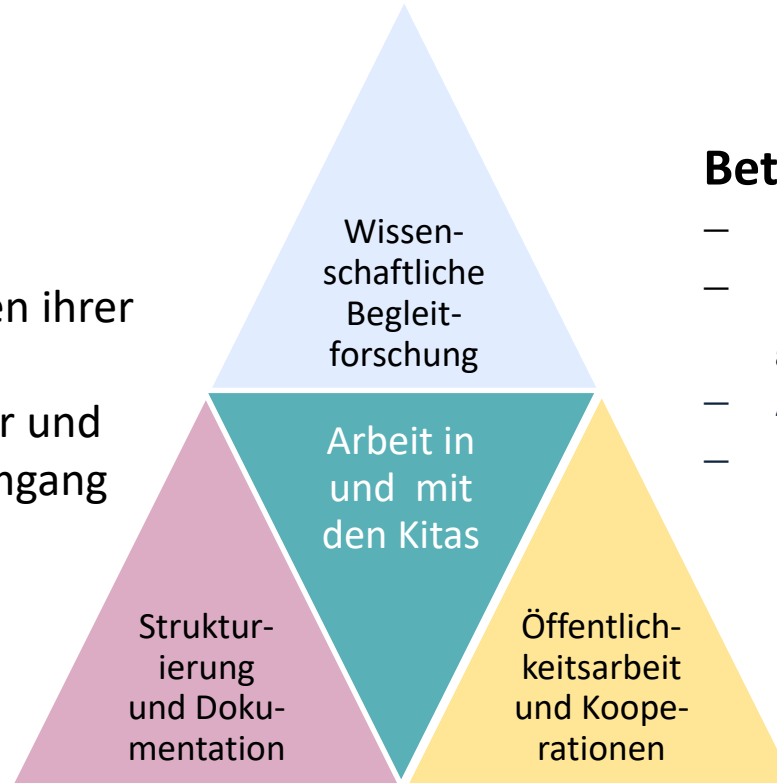 en ihrer
r und
ngang
Wissen-
schaftliche
Begleit-
forschung
Arbeit in
und mit
den Kitas
Struktur-
ierung
und Doku-
mentation
Öffentlich-
keitsarbeit
und Koope-
rationen
Bet
—
—
—
—